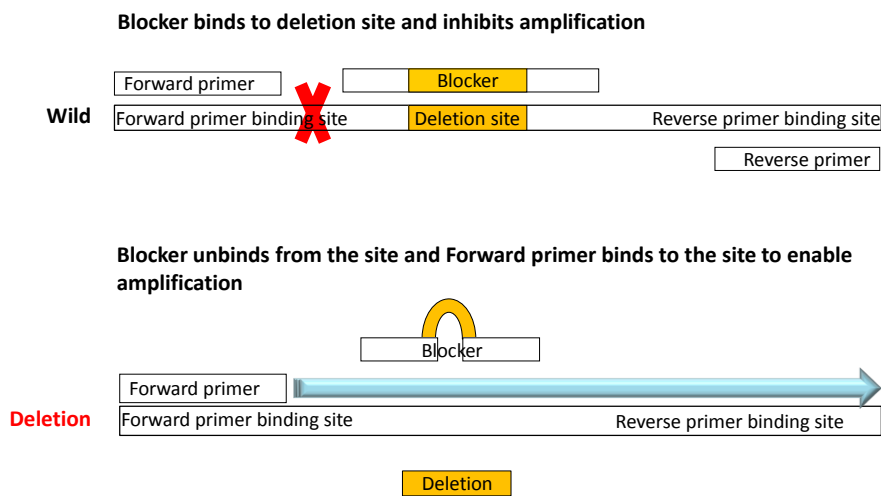 Blocker binds to deletion site and inhibits amplification
Forward primer
Blocker
Wild
Forward primer binding site
Deletion site
Reverse primer binding site
Reverse primer
Blocker unbinds from the site and Forward primer binds to the site to enable
amplification
Blocker
Forward primer
Deletion
Forward primer binding site
Reverse primer binding site
Deletion